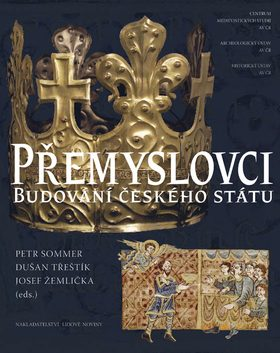 CENTRUM
MEDIEVISTICKÝCH STUDIÍ
AV ČR
ARCHEOLOGICKÝ ÚSTAV
AV ČR
HISTORICKÝ ÚSTAV
AV ČR
PŘEMYSLOVCI
BUDOVÁNÍ ČESKÉHO STÁTU
PETR SOMMER
DUŠAN TŘEŠTÍK
JOSEF ŽEMLIČKA
(eds.)
NAKLADATELSTVÍ LIDOVÉ NOVINY